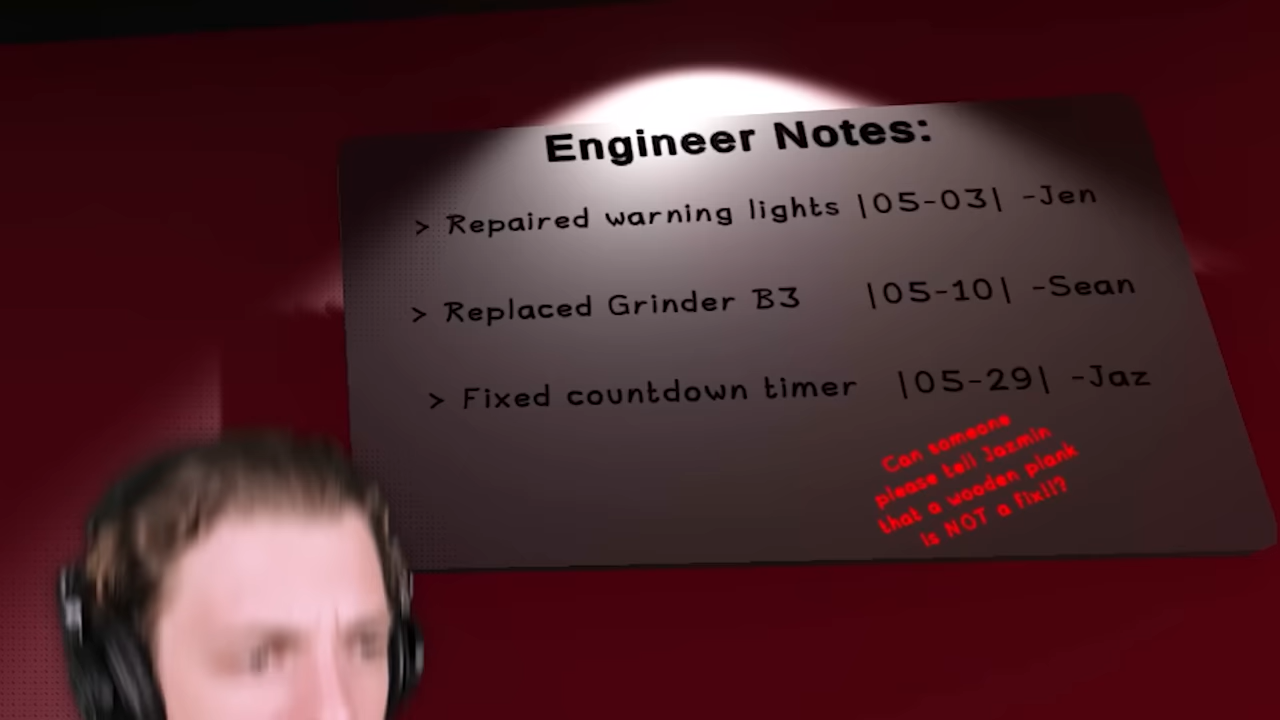 Engineer Notes:
> Repaired warning lights |05-03| -Jen
> Replaced Grinder B3 |05-10| -Sean
> Fixed countdown timer |05-29| -Jaz
Can someone
please tell Jazmin
that a wooden plank
is NOT a fix!!?